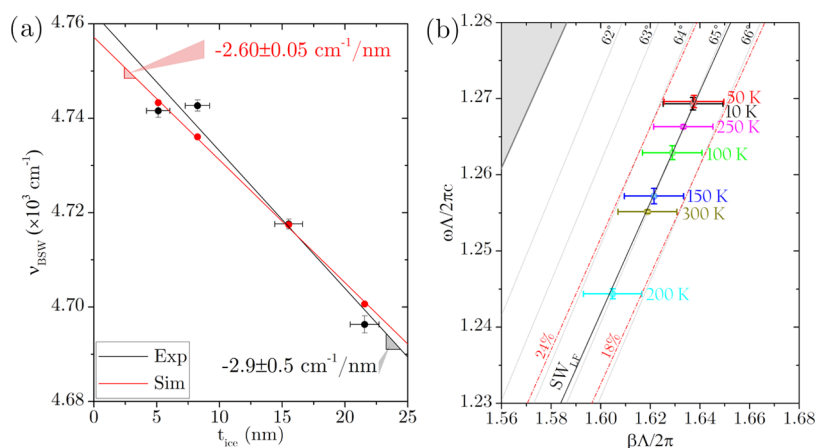 (a)
4.76
4.74
4.72
4.70
4.68
ν_BSW (×10³ cm⁻¹)
-2.60±0.05 cm⁻¹/nm
-2.9±0.5 cm⁻¹/nm
Exp
Sim
0 5 10 15 20 25
t_ice (nm)
(b)
1.28
1.27
1.26
1.25
1.24
1.23
ωΛ/2πc
62° 63° 64° 65° 66°
50 K
10 K
250 K
100 K
150 K
300 K
200 K
24%
SW_LF
18%
1.56 1.58 1.60 1.62 1.64 1.66 1.68
βΛ/2π